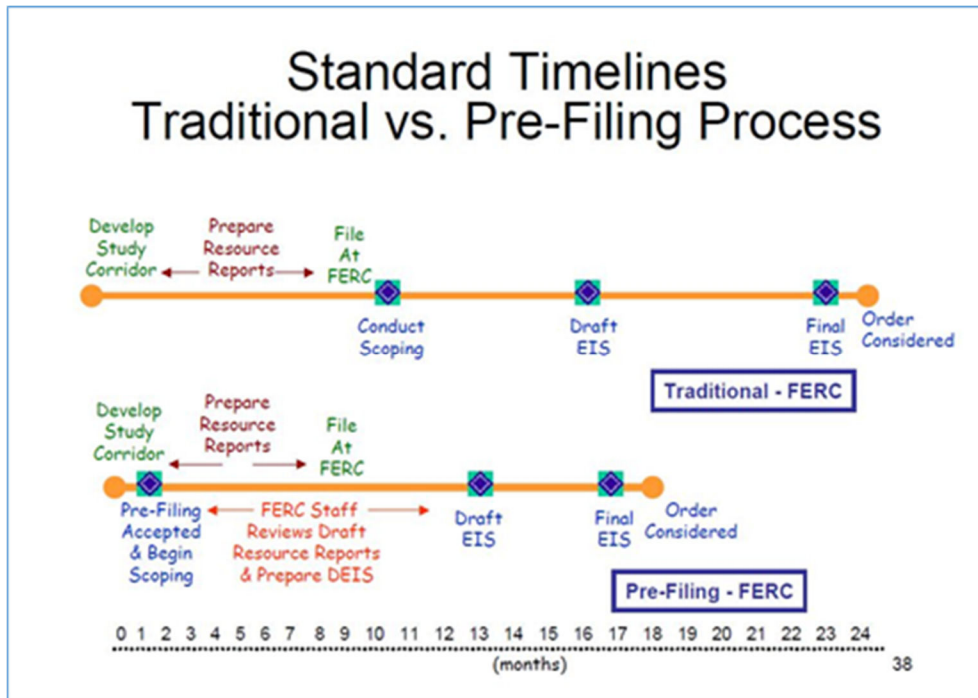 Standard Timelines
Traditional vs. Pre-Filing Process
Develop
Study
Corridor
Prepare
Resource
Reports
File
At
FERC
Conduct
Scoping
Draft
EIS
Final
EIS
Order
Considered
Traditional - FERC
Develop
Study
Corridor
Prepare
Resource
Reports
File
At
FERC
Pre-Filing
Accepted
& Begin
Scoping
FERC Staff
Reviews Draft
Resource Reports
& Prepare DEIS
Draft
EIS
Final
EIS
Order
Considered
Pre-Filing - FERC
0 1 2 3 4 5 6 7 8 9 10 11 12 13 14 15 16 17 18 19 20 21 22 23 24
(months)
38